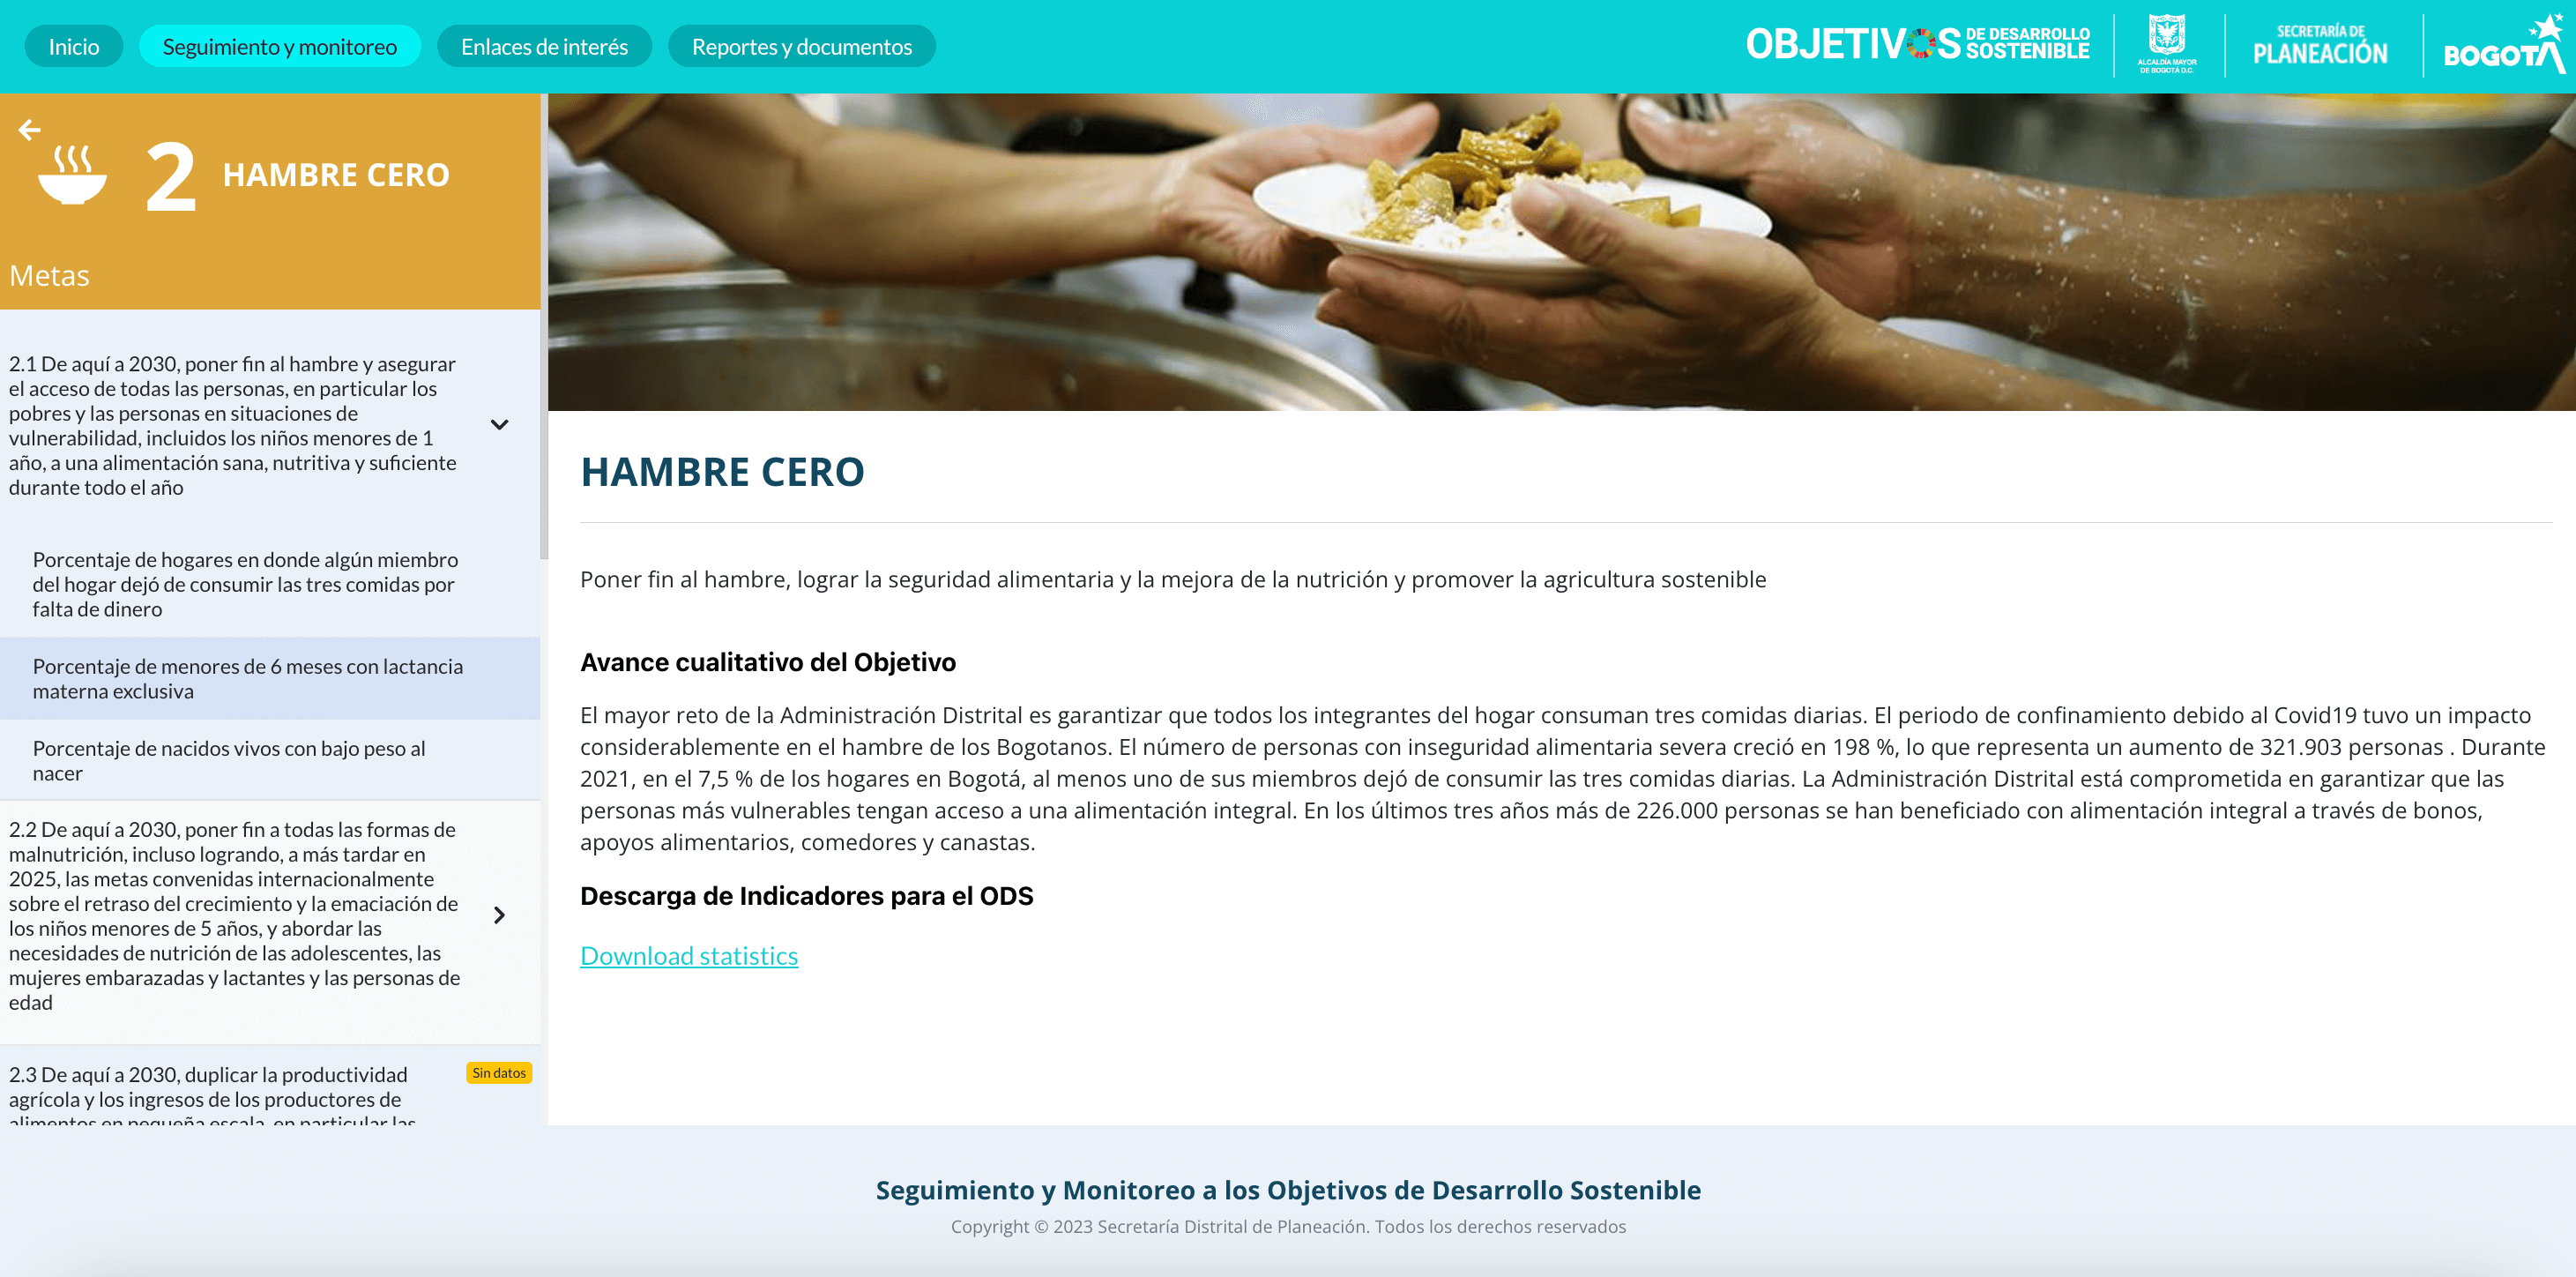 Inicio
Seguimiento y monitoreo
Enlaces de interés
Reportes y documentos
OBJETIVOS DE DESARROLLO SOSTENIBLE
ALCALDÍA MAYOR
DE BOGOTÁ D.C.
SECRETARÍA DE
PLANEACIÓN
BOGOTÁ
2 HAMBRE CERO
Metas
2.1 De aquí a 2030, poner fin al hambre y asegurar
el acceso de todas las personas, en particular los
pobres y las personas en situaciones de
vulnerabilidad, incluidos los niños menores de 1
año, a una alimentación sana, nutritiva y suficiente
durante todo el año
Porcentaje de hogares en donde algún miembro
del hogar dejó de consumir las tres comidas por
falta de dinero
Porcentaje de menores de 6 meses con lactancia
materna exclusiva
Porcentaje de nacidos vivos con bajo peso al
nacer
2.2 De aquí a 2030, poner fin a todas las formas de
malnutrición, incluso logrando, a más tardar en
2025, las metas convenidas internacionalmente
sobre el retraso del crecimiento y la emaciación de
los niños menores de 5 años, y abordar las
necesidades de nutrición de las adolescentes, las
mujeres embarazadas y lactantes y las personas de
edad
2.3 De aquí a 2030, duplicar la productividad
agrícola y los ingresos de los productores de
alimentos en pequeña escala, en particular las
Sin datos
HAMBRE CERO
Poner fin al hambre, lograr la seguridad alimentaria y la mejora de la nutrición y promover la agricultura sostenible
Avance cualitativo del Objetivo
El mayor reto de la Administración Distrital es garantizar que todos los integrantes del hogar consuman tres comidas diarias. El periodo de confinamiento debido al Covid19 tuvo un impacto
considerablemente en el hambre de los Bogotanos. El número de personas con inseguridad alimentaria severa creció en 198 %, lo que representa un aumento de 321.903 personas . Durante
2021, en el 7,5 % de los hogares en Bogotá, al menos uno de sus miembros dejó de consumir las tres comidas diarias. La Administración Distrital está comprometida en garantizar que las
personas más vulnerables tengan acceso a una alimentación integral. En los últimos tres años más de 226.000 personas se han beneficiado con alimentación integral a través de bonos,
apoyos alimentarios, comedores y canastas.
Descarga de Indicadores para el ODS
Download statistics
Seguimiento y Monitoreo a los Objetivos de Desarrollo Sostenible
Copyright © 2023 Secretaría Distrital de Planeación. Todos los derechos reservados